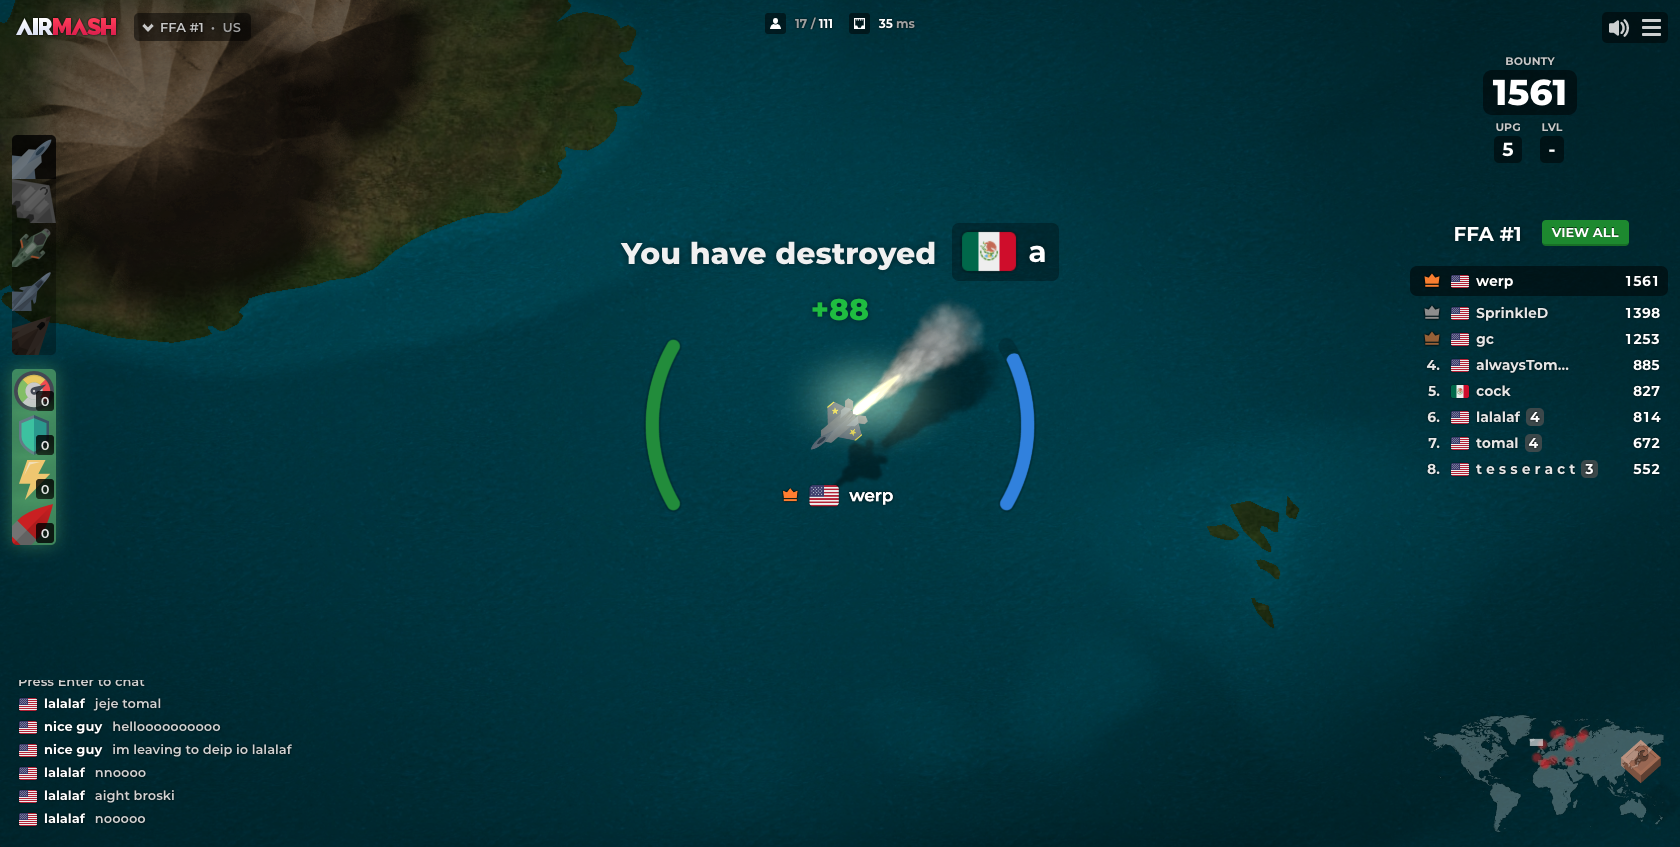 AIRMASH
FFA #1 · US
17 / 111
35 ms
BOUNTY
1561
UPG LVL
5 -
You have destroyed a
+88
werp
0
0
0
0
FFA #1 VIEW ALL
werp 1561
SprinkleD 1398
gc 1253
4. alwaysTom... 885
5. cock 827
6. lalalaf 4 814
7. tomal 4 672
8. t e s s e r a c t 3 552
Press Enter to chat
lalalaf jeje tomal
nice guy helloooooooooo
nice guy im leaving to deip io lalalaf
lalalaf nnoooo
lalalaf aight broski
lalalaf nooooo